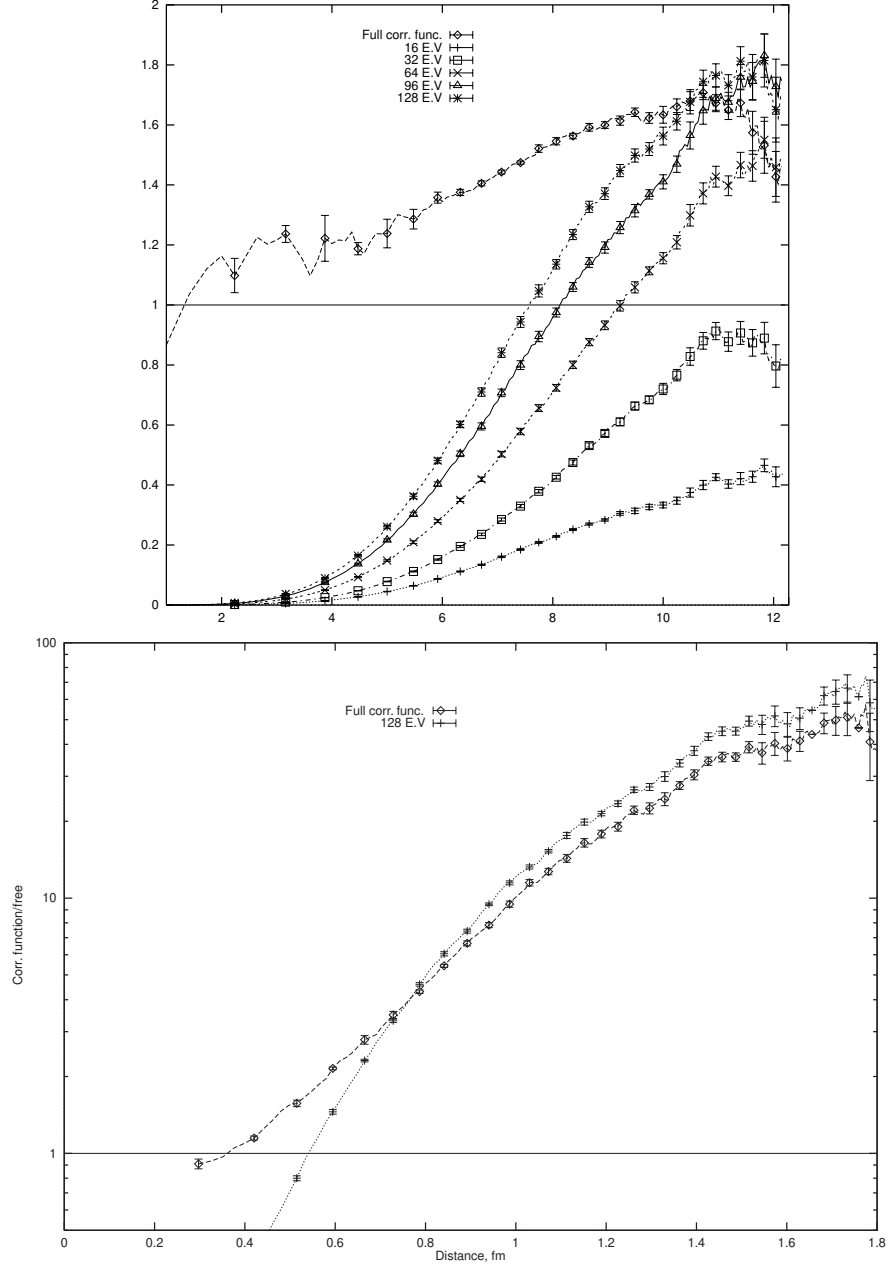 2
1.8
1.6
1.4
1.2
1
0.8
0.6
0.4
0.2
0
2 4 6 8 10 12
Full corr. func.
16 E.V
32 E.V
64 E.V
96 E.V
128 E.V
100
10
1
Corr. function/free
Full corr. func.
128 E.V
0 0.2 0.4 0.6 0.8 1 1.2 1.4 1.6 1.8
Distance, fm